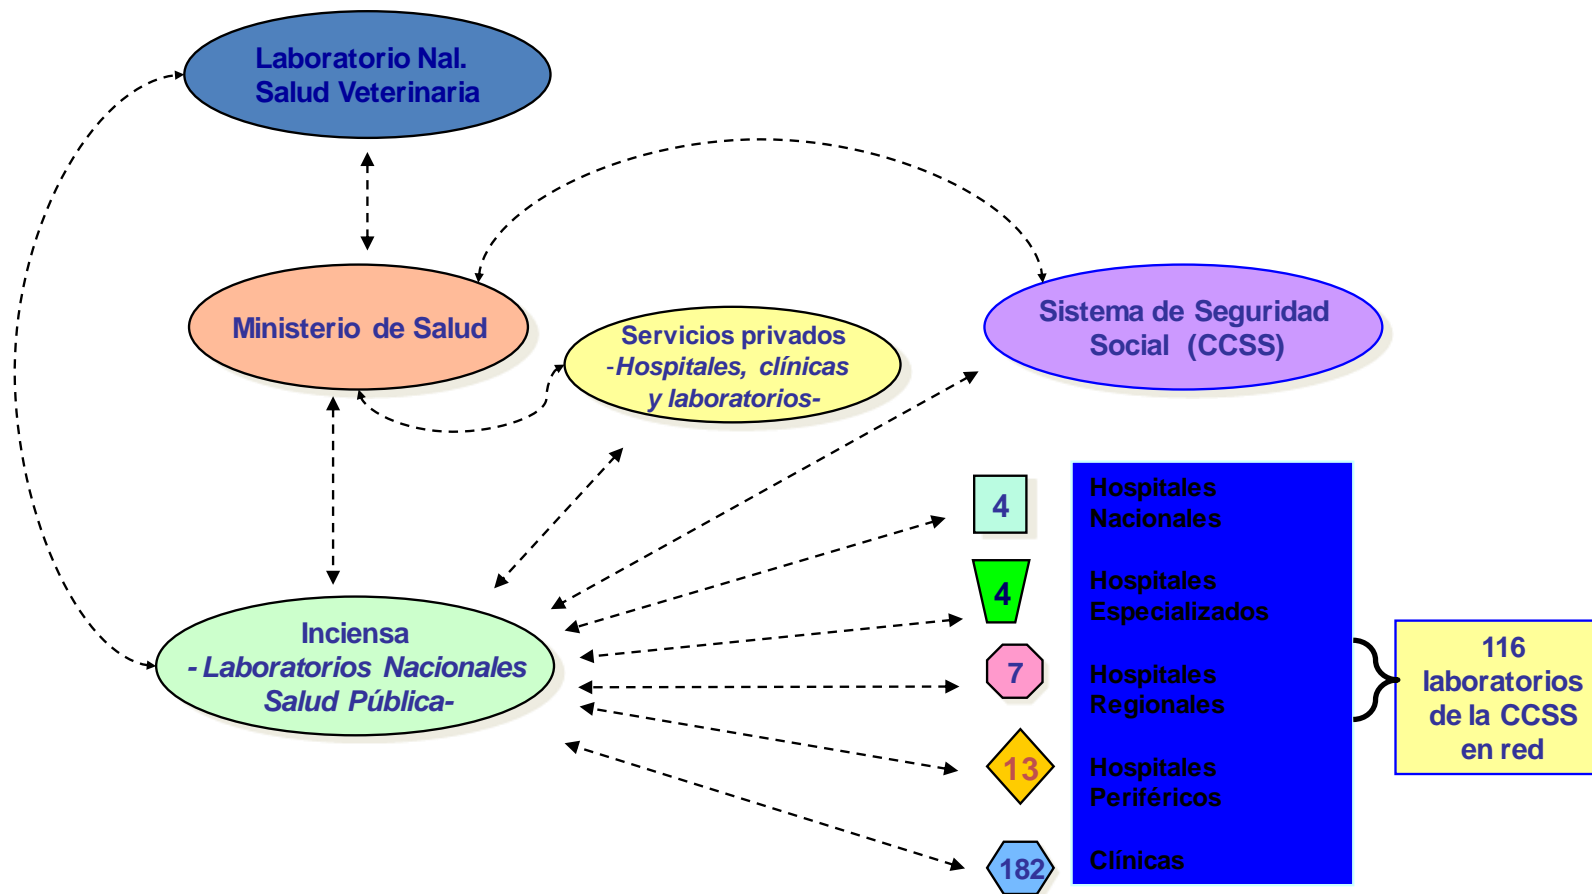 Laboratorio Nal.
Salud Veterinaria
Ministerio de Salud
Servicios privados
-Hospitales, clínicas
y laboratorios-
Sistema de Seguridad
Social (CCSS)
Inciensa
-Laboratorios Nacionales
Salud Pública-
4
Hospitales
Nacionales
4
Hospitales
Especializados
7
Hospitales
Regionales
13
Hospitales
Periféricos
182
Clínicas
116
laboratorios
de la CCSS
en red